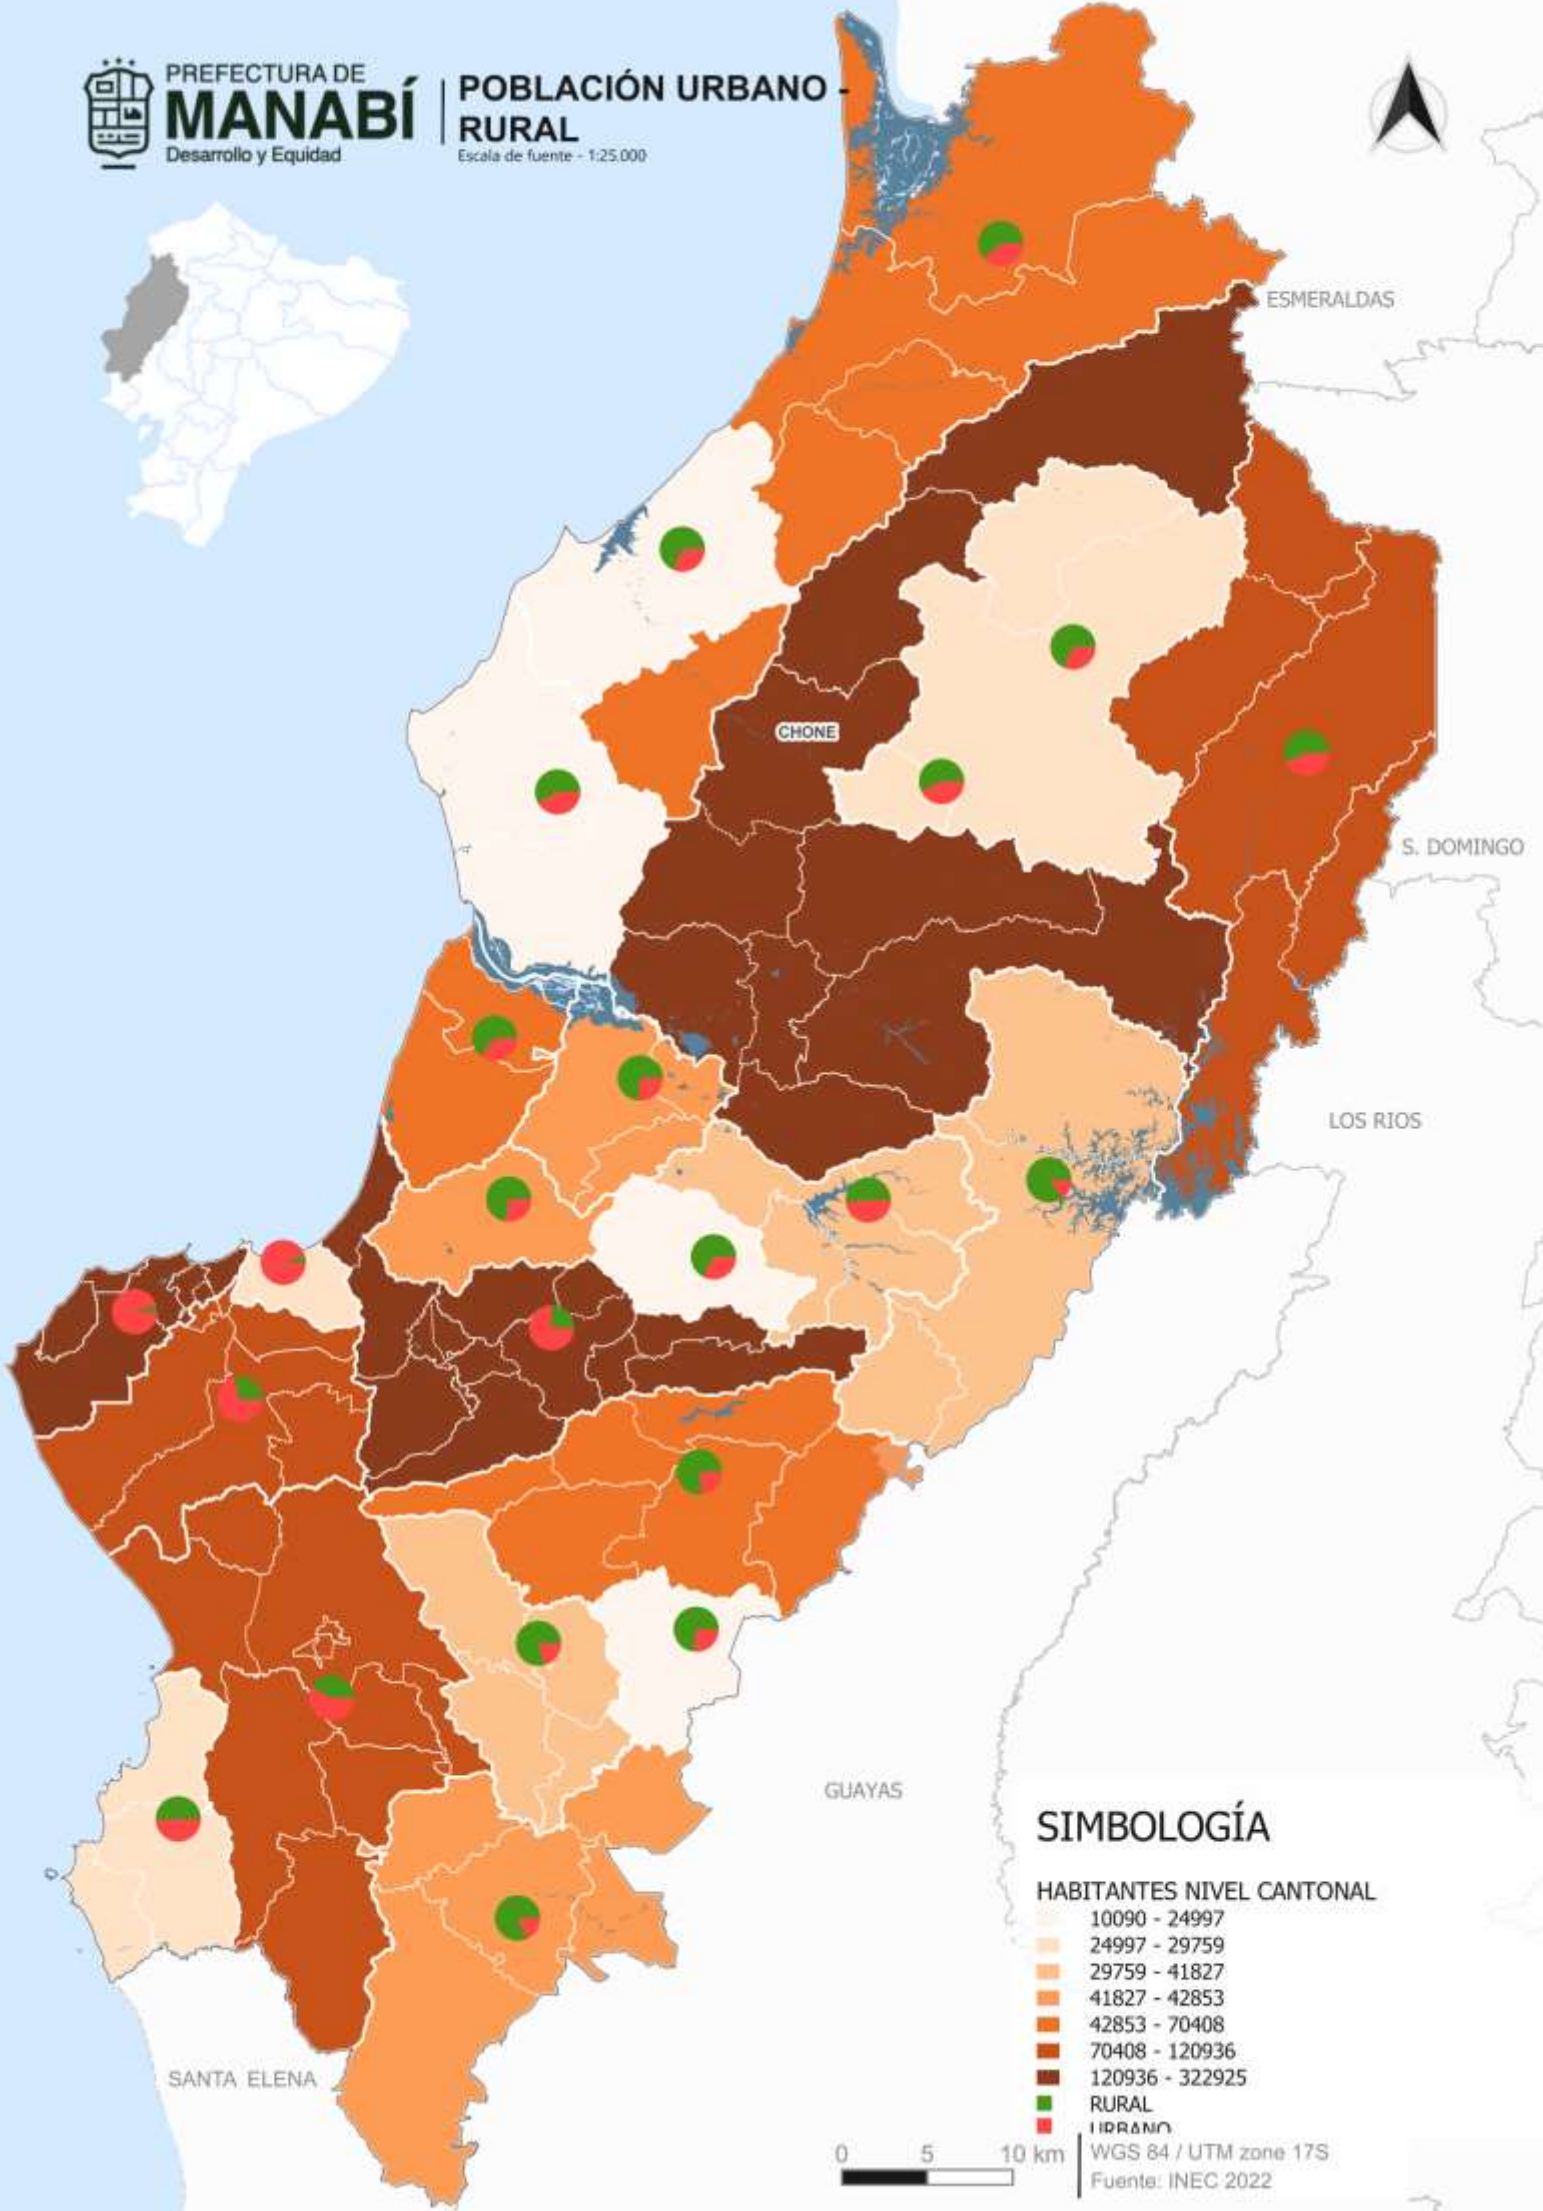 PREFECTURA DE
MANABÍ
Desarrollo y Equidad
POBLACIÓN URBANO -
RURAL
Escala de fuente - 1:25.000
ESMERALDAS
CHONE
S. DOMINGO
LOS RIOS
GUAYAS
SANTA ELENA
SIMBOLOGÍA
HABITANTES NIVEL CANTONAL
10090 - 24997
24997 - 29759
29759 - 41827
41827 - 42853
42853 - 70408
70408 - 120936
120936 - 322925
RURAL
URBANO
0 5 10 km
WGS 84 / UTM zone 17S
Fuente: INEC 2022